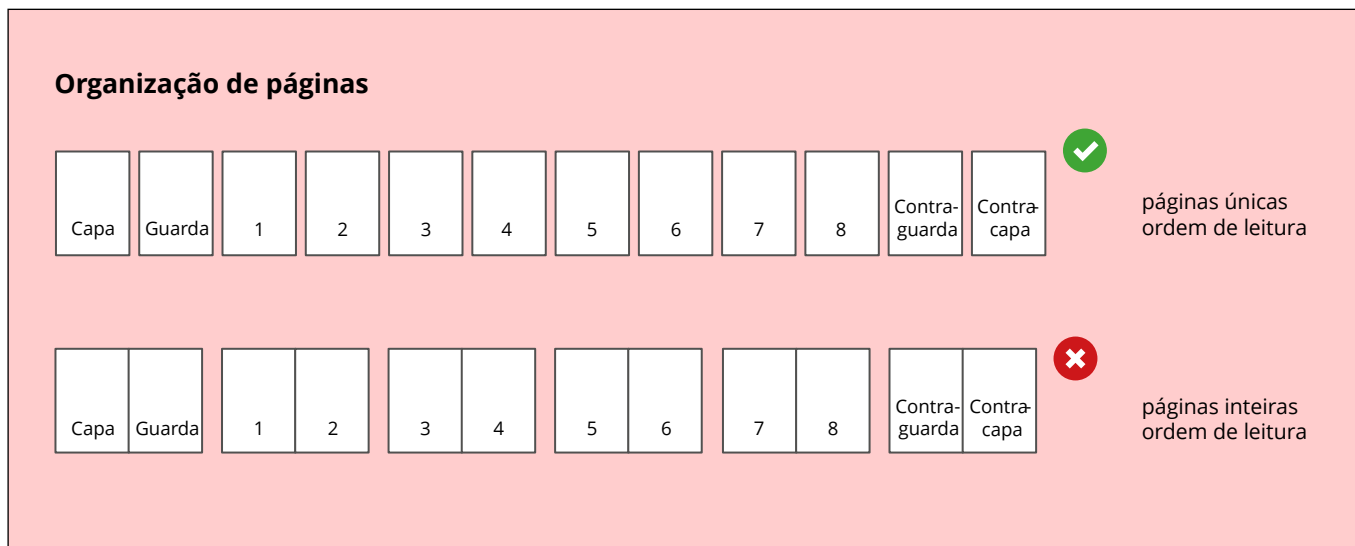 Organização de páginas
Capa Guarda 1 2 3 4 5 6 7 8 Contra-guarda Contra-capa
páginas únicas
ordem de leitura
Capa Guarda 1 2 3 4 5 6 7 8 Contra-guarda Contra-capa
páginas inteiras
ordem de leitura